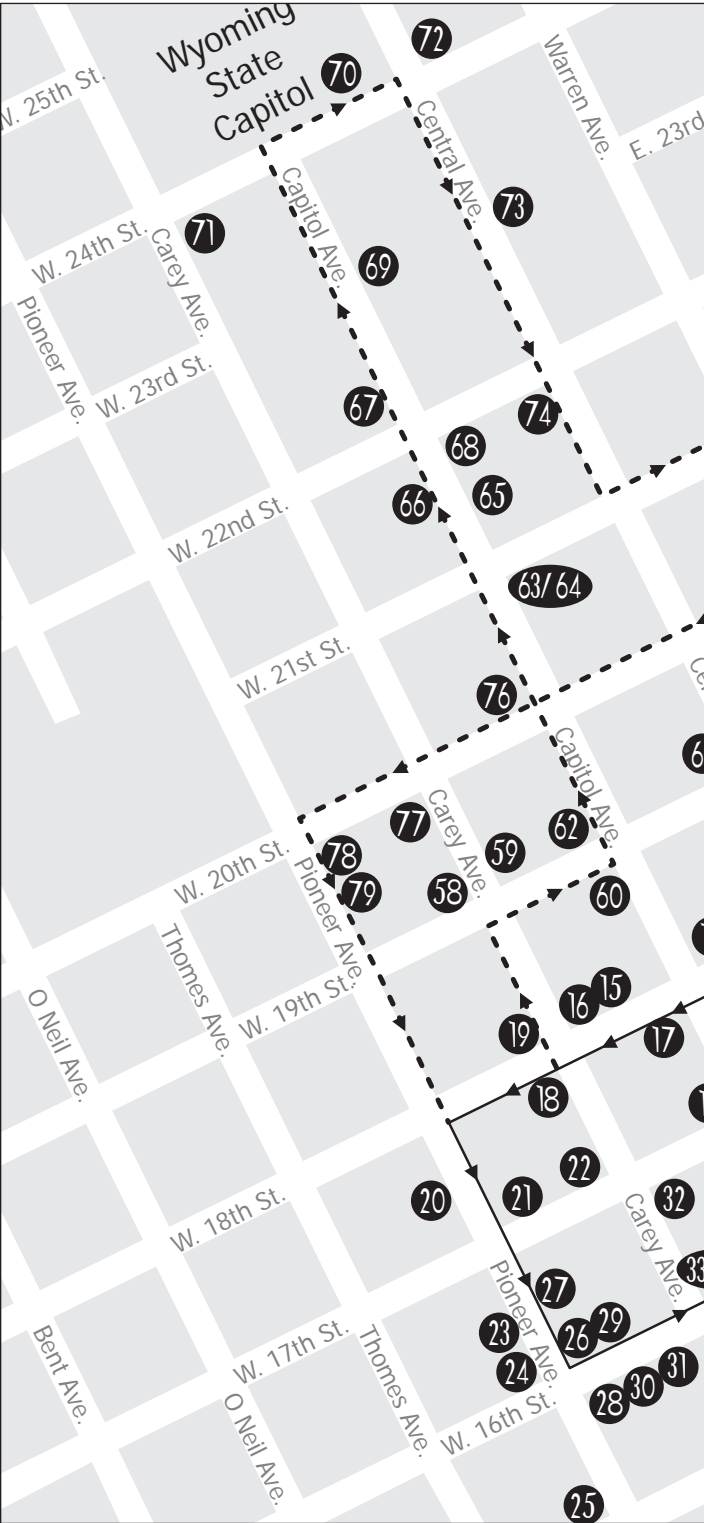 Wyoming
State
Capitol
72
70
Warren Ave.
W. 25th St.
Central Ave.
E. 23rd
73
71
Capitol Ave.
W. 24th St.
Carey Ave.
69
Pioneer Ave.
W. 23rd St.
67
74
68
65
66
W. 22nd St.
63/64
W. 21st St.
76
Capitol Ave.
77
Carey Ave.
62
59
78
79
58
60
W. 20th St.
Pioneer Ave.
Thomes Ave.
W. 19th St.
O Neil Ave.
15
16
19
17
18
22
21
20
32
Carey Ave.
33
W. 18th St.
Pioneer Ave.
27
29
26
23
24
31
30
28
W. 17th St.
Thomes Ave.
Bent Ave.
O Neil Ave.
W. 16th St.
25